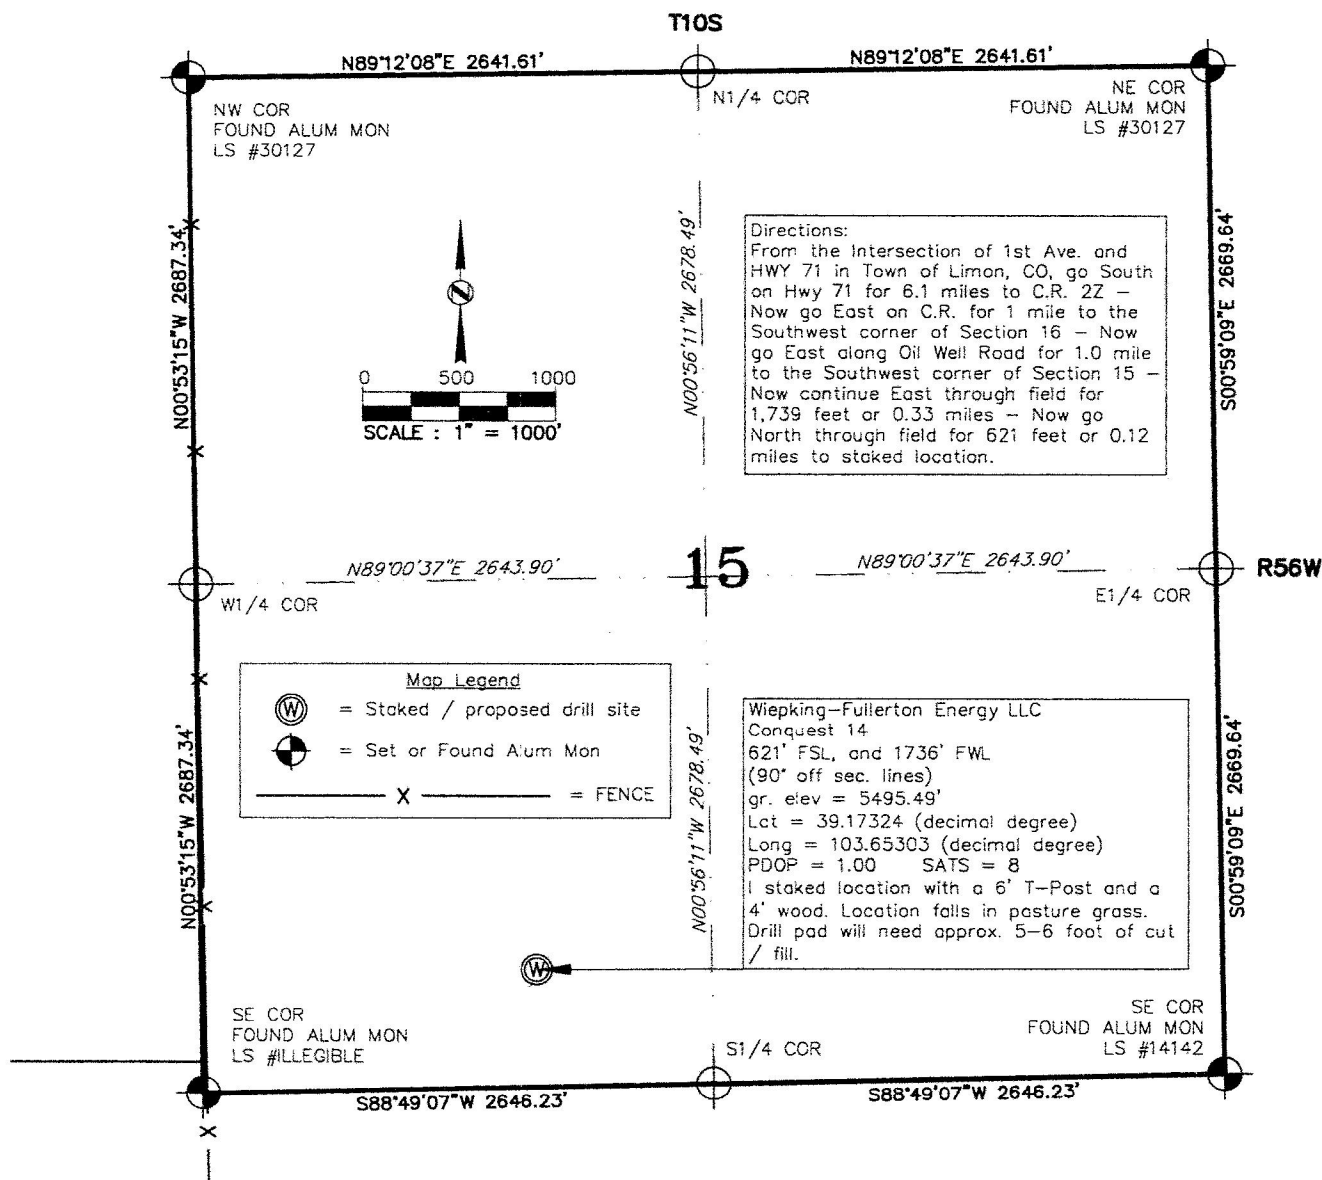 T10S
N89°12'08"E 2641.61'
N89°12'08"E 2641.61'
NW COR
FOUND ALUM MON
LS #30127
N1/4 COR
NE COR
FOUND ALUM MON
LS #30127
N00°53'15"W 2687.34'
N00°56'11"W 2678.49'
S00°59'09"E 2669.64'
0 500 1000
SCALE : 1" = 1000'
Directions:
From the Intersection of 1st Ave. and
HWY 71 in Town of Limon, CO, go South
on Hwy 71 for 6.1 miles to C.R. 2Z –
Now go East on C.R. for 1 mile to the
Southwest corner of Section 16 – Now
go East along Oil Well Road for 1.0 mile
to the Southwest corner of Section 15 –
Now continue East through field for
1,739 feet or 0.33 miles – Now go
North through field for 621 feet or 0.12
miles to staked location.
N89°00'37"E 2643.90'
15
N89°00'37"E 2643.90'
R56W
W1/4 COR
E1/4 COR
Map Legend
W = Staked / proposed drill site
= Set or Found Alum Mon
X = FENCE
N00°53'15"W 2687.34'
N00°56'11"W 2678.49'
S00°59'09"E 2669.64'
Wiepking–Fullerton Energy LLC
Conquest 14
621' FSL, and 1736' FWL
(90° off sec. lines)
gr. elev = 5495.49'
Lat = 39.17324 (decimal degree)
Long = 103.65303 (decimal degree)
PDOP = 1.00 SATS = 8
I staked location with a 6' T–Post and a
4' wood. Location falls in pasture grass.
Drill pad will need approx. 5–6 foot of cut
/ fill.
W
SE COR
FOUND ALUM MON
LS #ILLEGIBLE
S1/4 COR
SE COR
FOUND ALUM MON
LS #14142
S88°49'07"W 2646.23'
S88°49'07"W 2646.23'